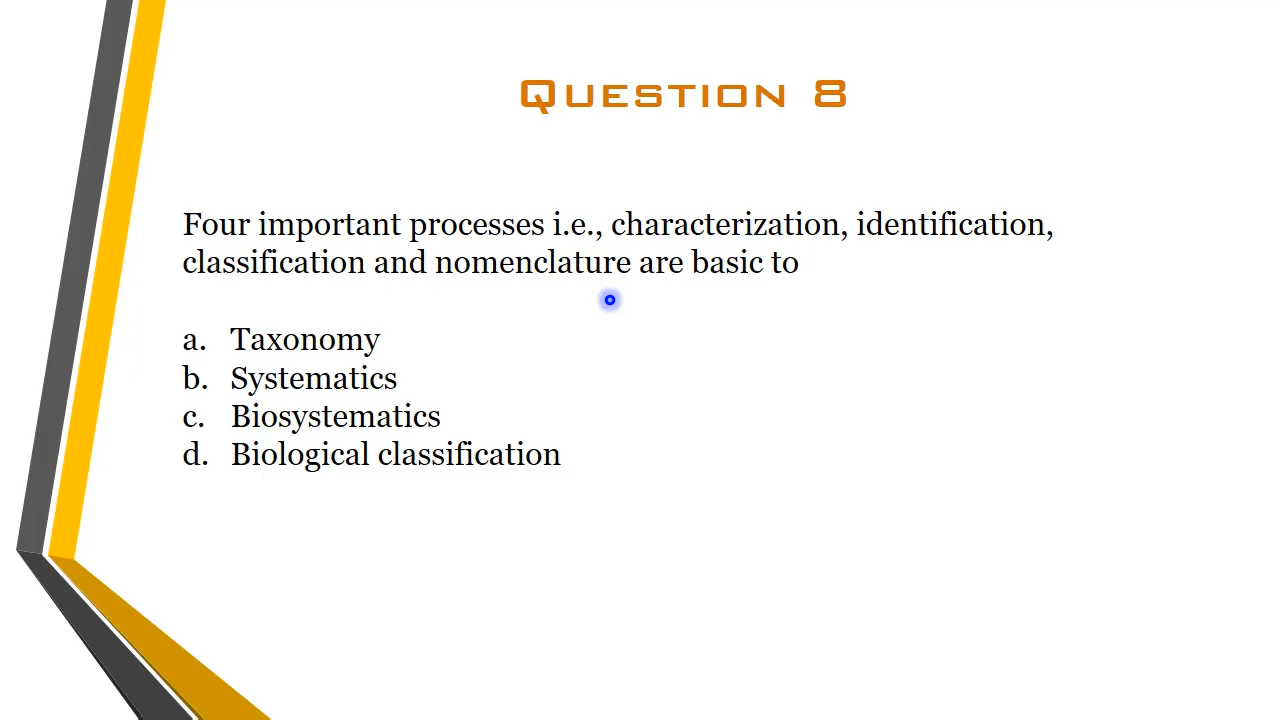 Question 8
Four important processes i.e., characterization, identification,
classification and nomenclature are basic to
a. Taxonomy
b. Systematics
c. Biosystematics
d. Biological classification